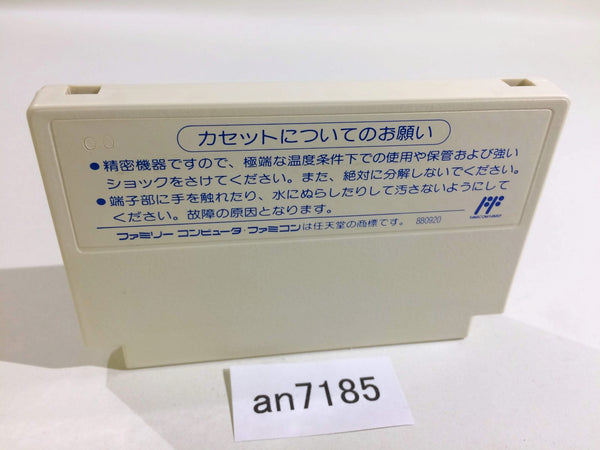 カセットについてのお願い
●精密機器ですので、極端な温度条件下での使用や保管および強い
ショックをさけてください。また、絶対に分解しないでください。
●端子部に手を触れたり、水にぬらしたりして汚さないようにして
ください。故障の原因となります。
ファミリー コンピュータ・ファミコンは任天堂の商標です。 880920
FAMICOM FAMILY
an7185